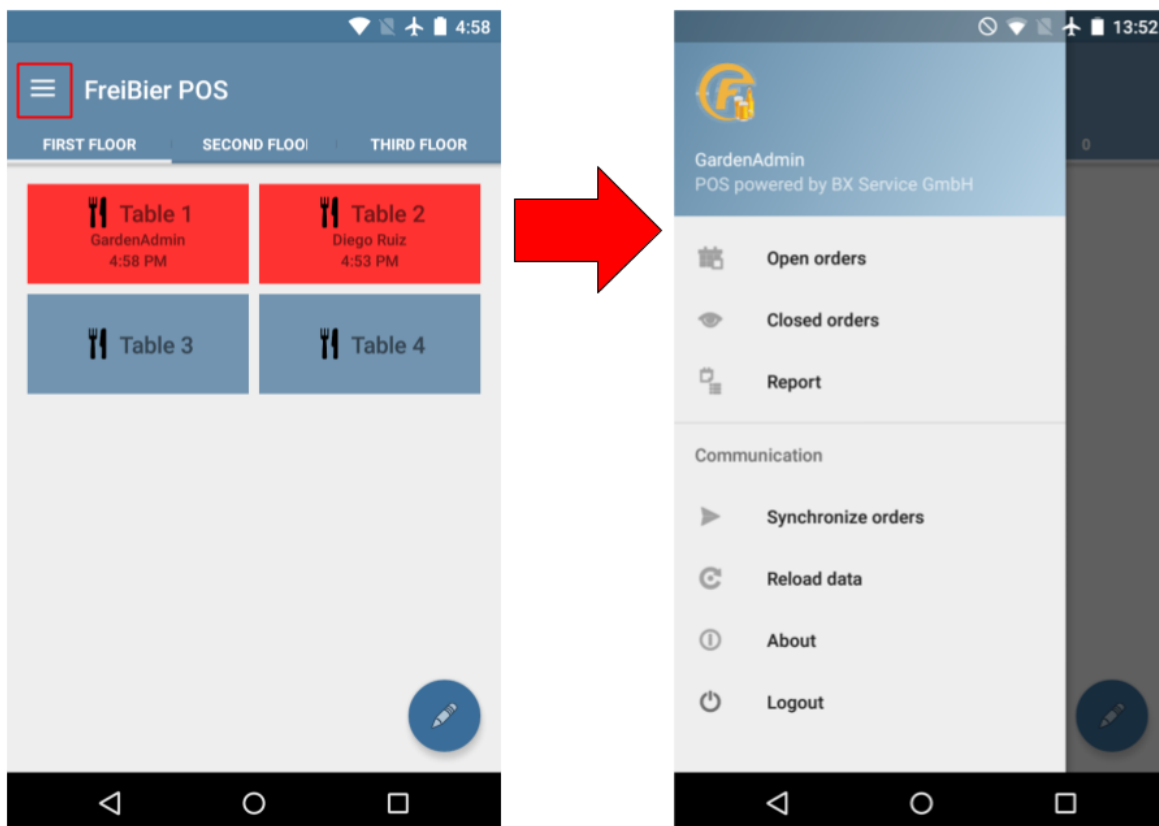 4:58
FreiBier POS
FIRST FLOOR
SECOND FLOO
THIRD FLOOR
Table 1
GardenAdmin
4:58 PM
Table 2
Diego Ruiz
4:53 PM
Table 3
Table 4
13:52
F
GardenAdmin
POS powered by BX Service GmbH
0
Open orders
Closed orders
Report
Communication
Synchronize orders
Reload data
About
Logout